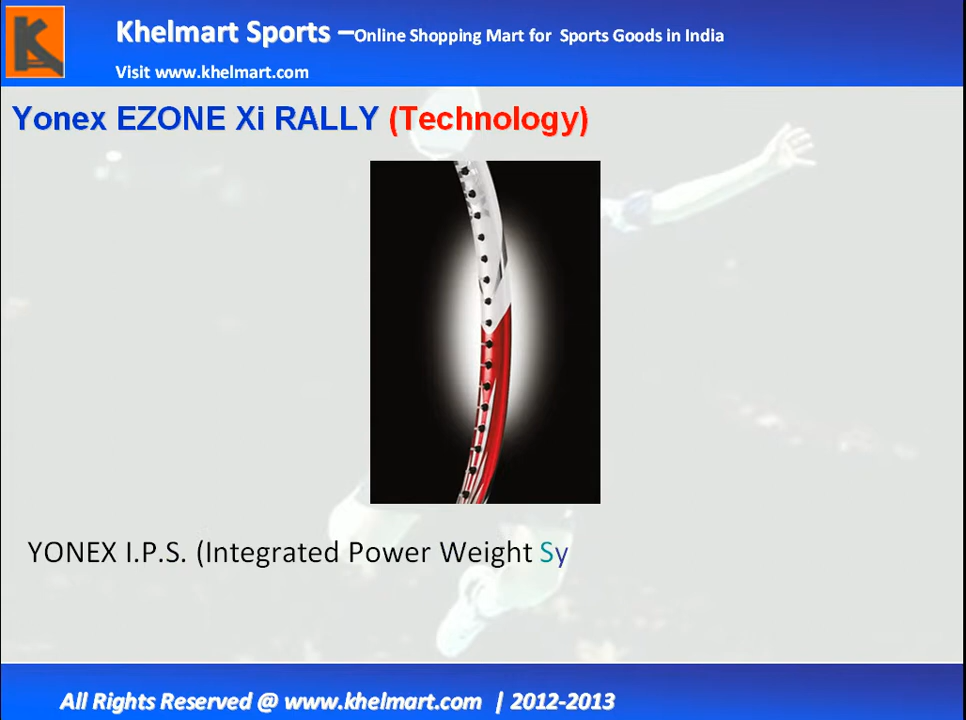 Khelmart Sports –Online Shopping Mart for Sports Goods in India
Visit www.khelmart.com
Yonex EZONE Xi RALLY (Technology)
YONEX I.P.S. (Integrated Power Weight Sy
All Rights Reserved @ www.khelmart.com | 2012-2013